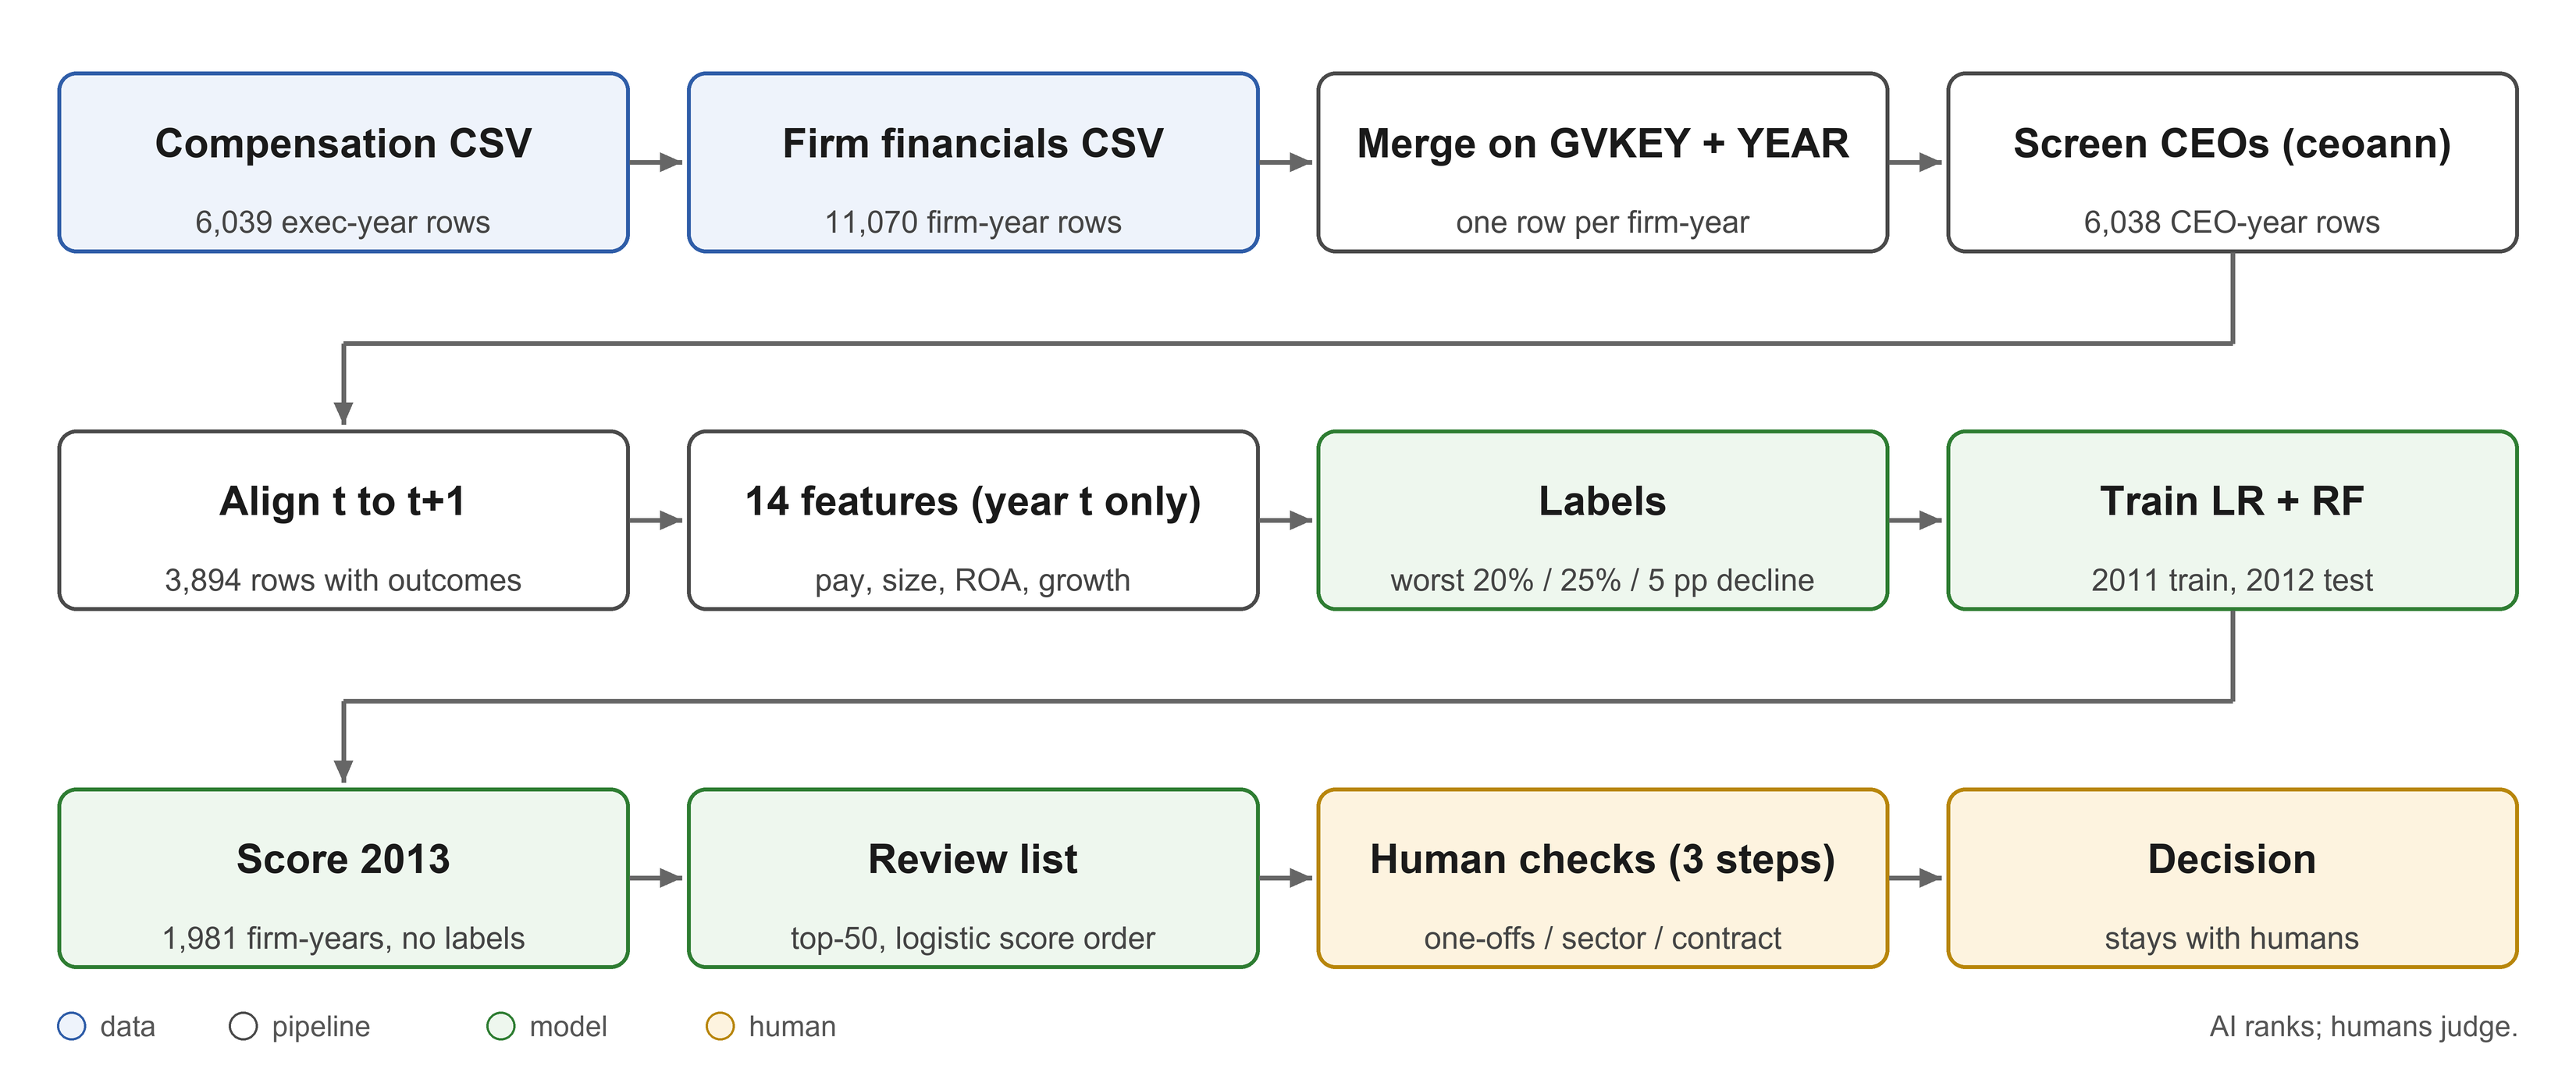 Compensation CSV
6,039 exec-year rows
Firm financials CSV
11,070 firm-year rows
Merge on GVKEY + YEAR
one row per firm-year
Screen CEOs (ceoann)
6,038 CEO-year rows
Align t to t+1
3,894 rows with outcomes
14 features (year t only)
pay, size, ROA, growth
Labels
worst 20% / 25% / 5 pp decline
Train LR + RF
2011 train, 2012 test
Score 2013
1,981 firm-years, no labels
Review list
top-50, logistic score order
Human checks (3 steps)
one-offs / sector / contract
Decision
stays with humans
data
pipeline
model
human
AI ranks; humans judge.